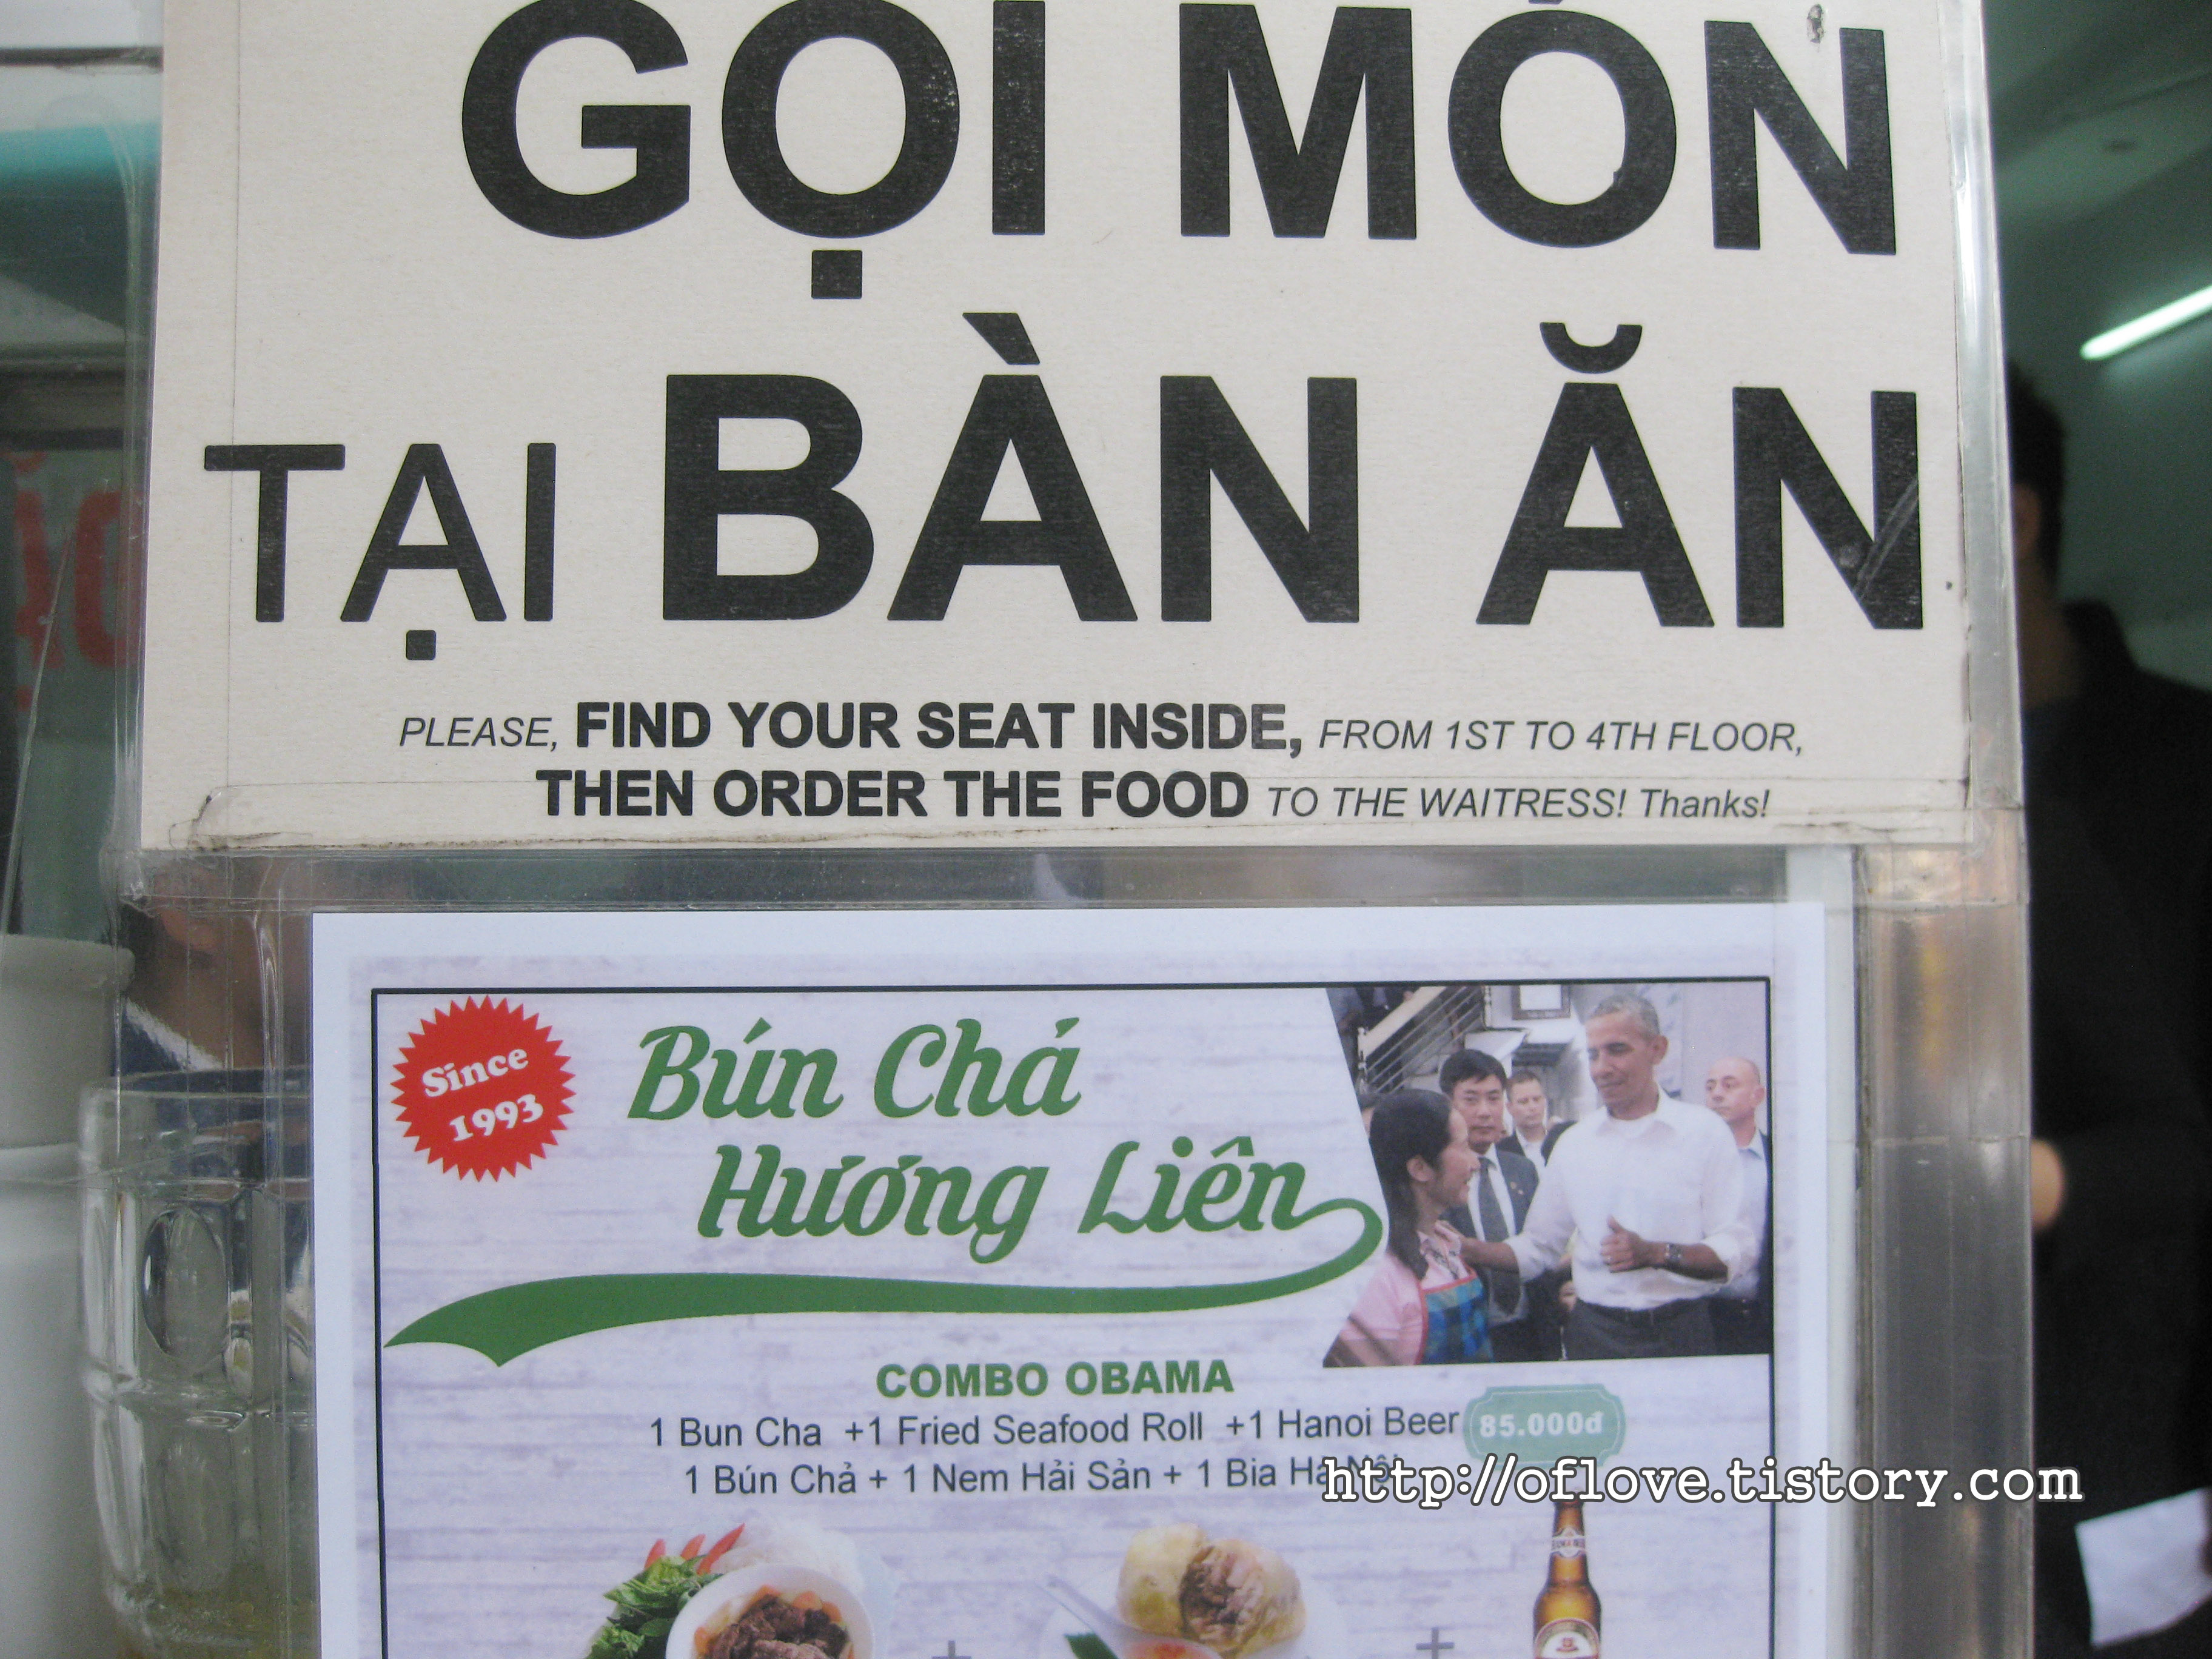 GỌI MÓN
TẠI BÀN ĂN
PLEASE, FIND YOUR SEAT INSIDE, FROM 1ST TO 4TH FLOOR,
THEN ORDER THE FOOD TO THE WAITRESS! Thanks!
Since
1993
Bún Chả
Hương Liên
COMBO OBAMA
1 Bun Cha +1 Fried Seafood Roll +1 Hanoi Beer 85.000đ
1 Bún Chả + 1 Nem Hải Sản + 1 Bia Hà Nội
http://oflove.tistory.com
+ +